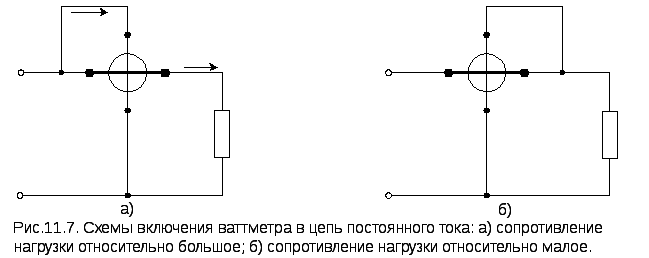 а) б)
Рис.11.7. Схемы включения ваттметра в цепь постоянного тока: а) сопротивление
нагрузки относительно большое; б) сопротивление нагрузки относительно малое.